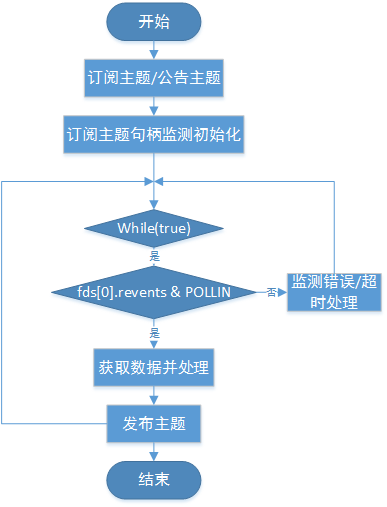 开始
订阅主题/公告主题
订阅主题句柄监测初始化
While(true)
是
fds[0].revents & POLLIN
否
监测错误/超
时处理
是
获取数据并处理
发布主题
结束